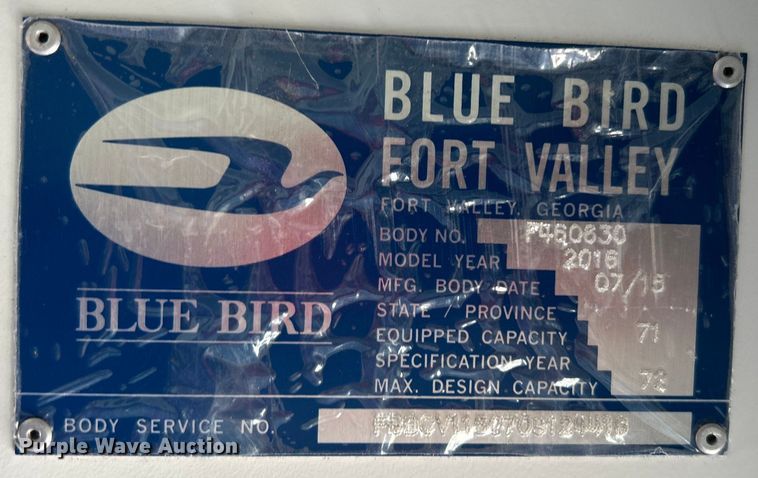 BLUE BIRD
FORT VALLEY
FORT VALLEY, GEORGIA
BODY NO. F460630
MODEL YEAR 2016
MFG. BODY DATE 07/15
STATE / PROVINCE
EQUIPPED CAPACITY 71
SPECIFICATION YEAR
MAX. DESIGN CAPACITY
BLUE BIRD
BODY SERVICE NO.
Purple Wave Auction